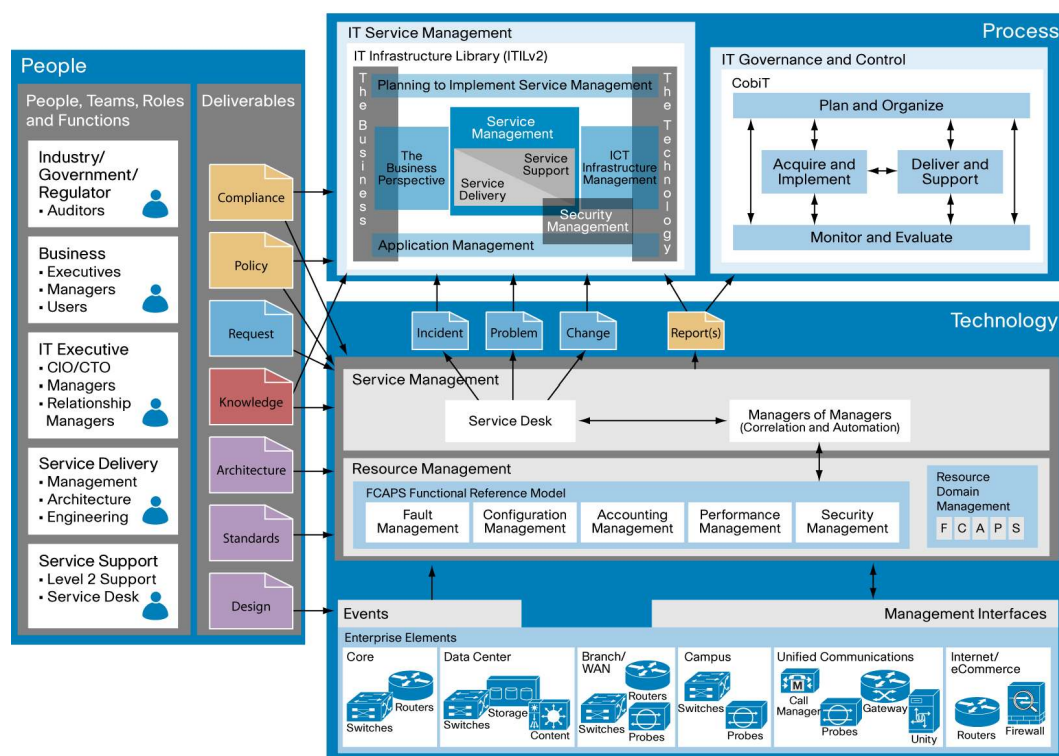 People
People, Teams, Roles
and Functions
Industry/
Government/
Regulator
▪ Auditors
Business
▪ Executives
▪ Managers
▪ Users
IT Executive
▪ CIO/CTO
▪ Managers
▪ Relationship
Managers
Service Delivery
▪ Management
▪ Architecture
▪ Engineering
Service Support
▪ Level 2 Support
▪ Service Desk
Deliverables
Compliance
Policy
Request
Knowledge
Architecture
Standards
Design
Process
IT Service Management
IT Infrastructure Library (ITILv2)
The Business
Planning to Implement Service Management
The Business
Perspective
Service
Management
Service
Support
Service
Delivery
ICT
Infrastructure
Management
Security
Management
Application Management
The Technology
IT Governance and Control
CobiT
Plan and Organize
Acquire and
Implement
Deliver and
Support
Monitor and Evaluate
Technology
Incident
Problem
Change
Report(s)
Service Management
Service Desk
Managers of Managers
(Correlation and Automation)
Resource Management
FCAPS Functional Reference Model
Fault
Management
Configuration
Management
Accounting
Management
Performance
Management
Security
Management
Resource
Domain
Management
F C A P S
Events
Management Interfaces
Enterprise Elements
Core
Routers
Switches
Data Center
Switches
Storage
Content
Branch/
WAN
Routers
Switches
Probes
Campus
Switches
Probes
Unified Communications
M
Call
Manager
Probes
Gateway
Unity
Internet/
eCommerce
Routers
Firewall